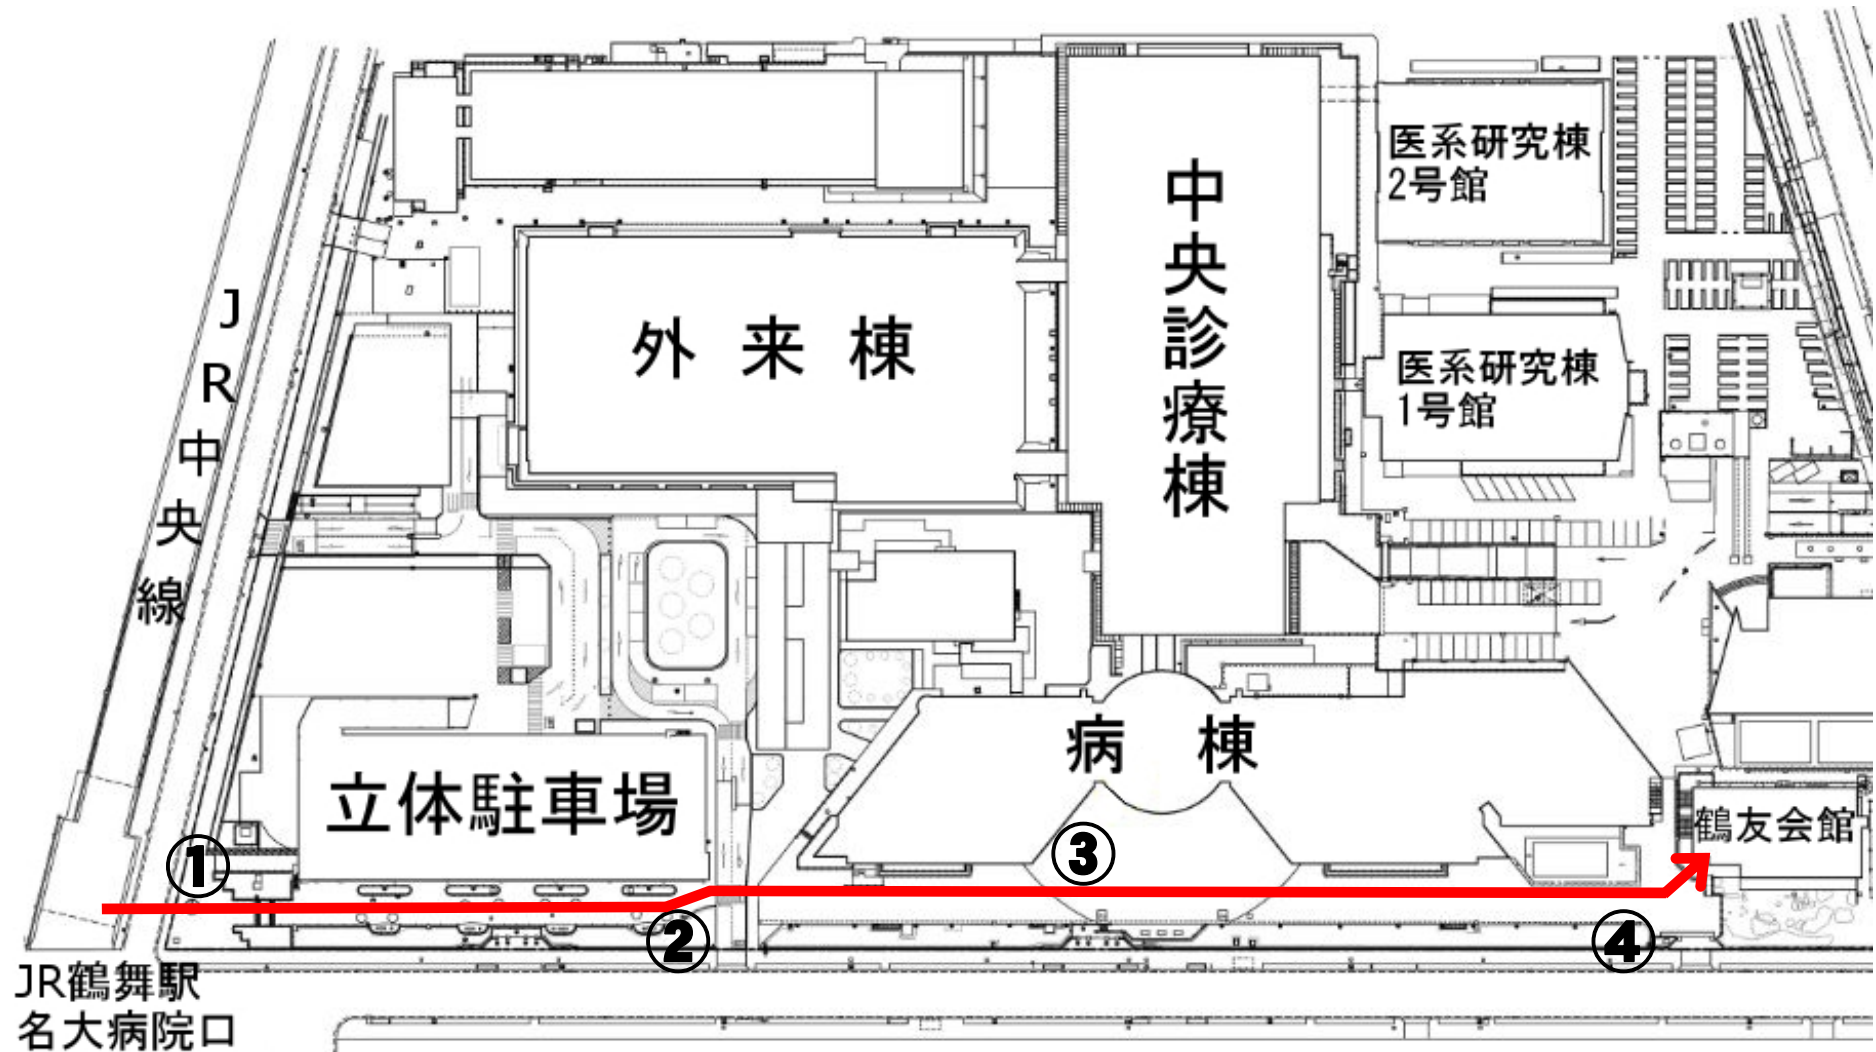 医系研究棟
2号館
中央診療棟
外来棟
医系研究棟
1号館
JR中央線
病棟
立体駐車場
鶴友会館
①
②
③
④
JR鶴舞駅
名大病院口